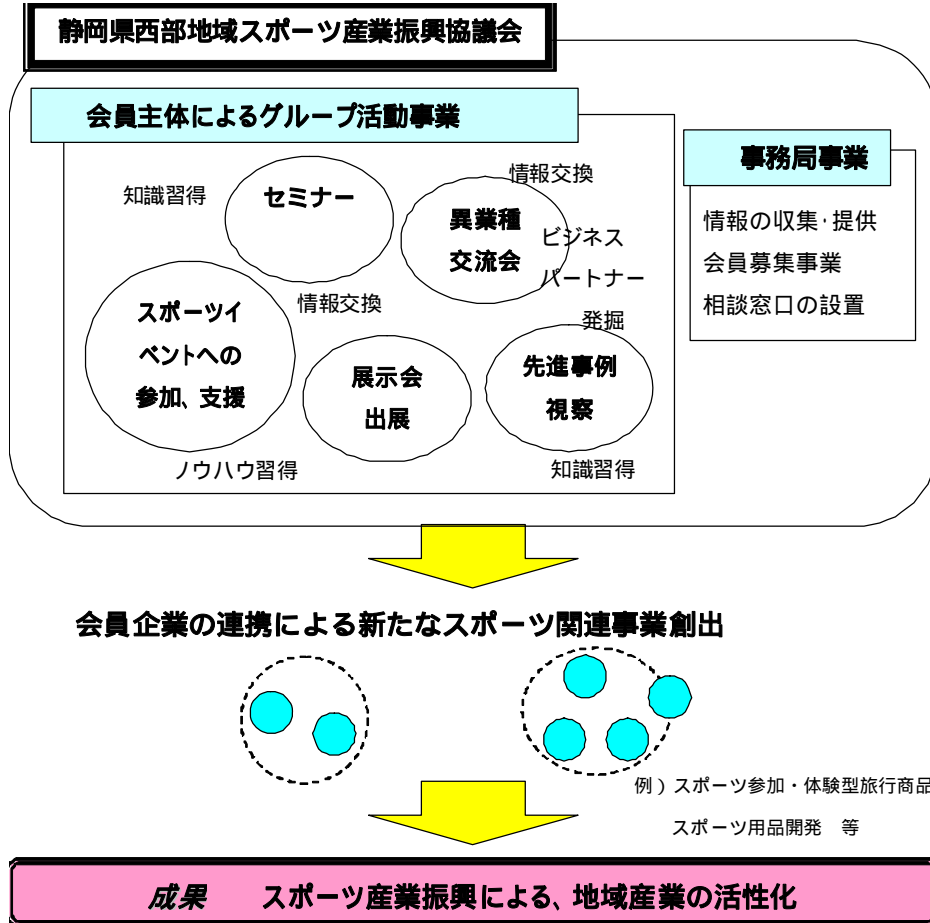 静岡県西部地域スポーツ産業振興協議会
会員主体によるグループ活動事業
事務局事業
情報の収集・提供
会員募集事業
相談窓口の設置
知識習得
セミナー
情報交換
異業種
交流会
ビジネス
パートナー
発掘
情報交換
スポーツイ
ベントへの
参加、支援
展示会
出展
先進事例
視察
ノウハウ習得
知識習得
会員企業の連携による新たなスポーツ関連事業創出
例）スポーツ参加・体験型旅行商品
スポーツ用品開発　等
成果　スポーツ産業振興による、地域産業の活性化